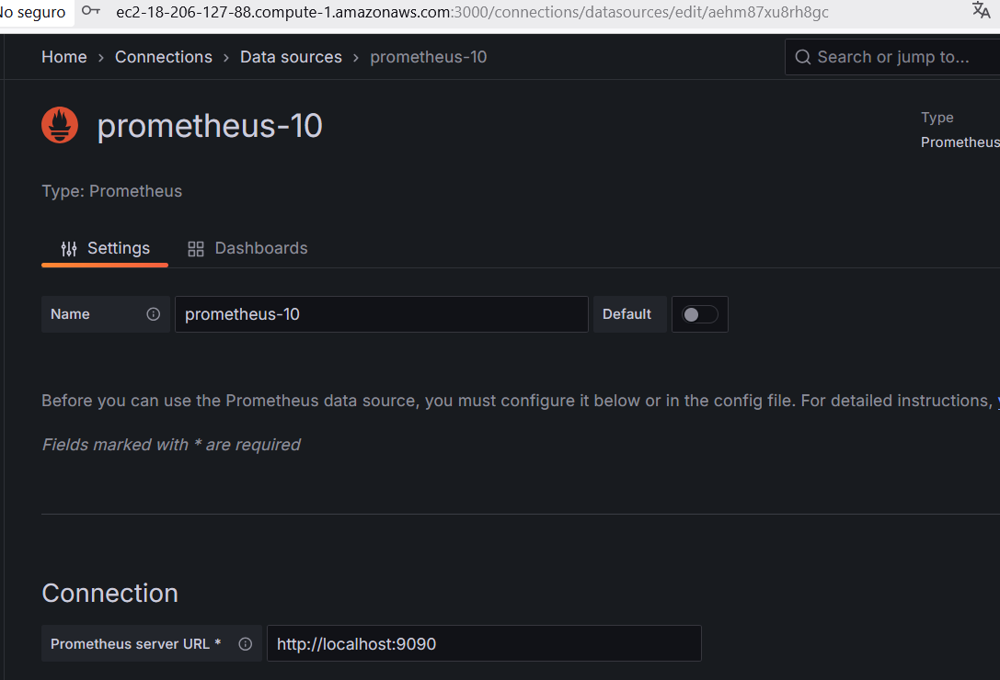 No seguro ec2-18-206-127-88.compute-1.amazonaws.com:3000/connections/datasources/edit/aehm87xu8rh8gc
Home > Connections > Data sources > prometheus-10 Search or jump to...
prometheus-10
Type
Prometheus
Type: Prometheus
Settings Dashboards
Name prometheus-10 Default
Before you can use the Prometheus data source, you must configure it below or in the config file. For detailed instructions,
Fields marked with * are required
Connection
Prometheus server URL * http://localhost:9090